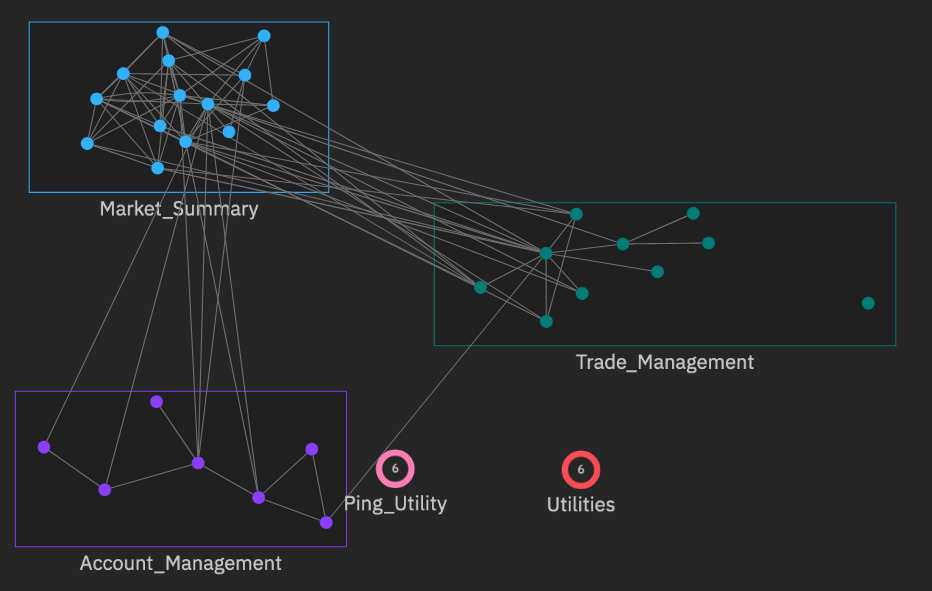 Market_Summary
Trade_Management
6
Ping_Utility
6
Utilities
Account_Management